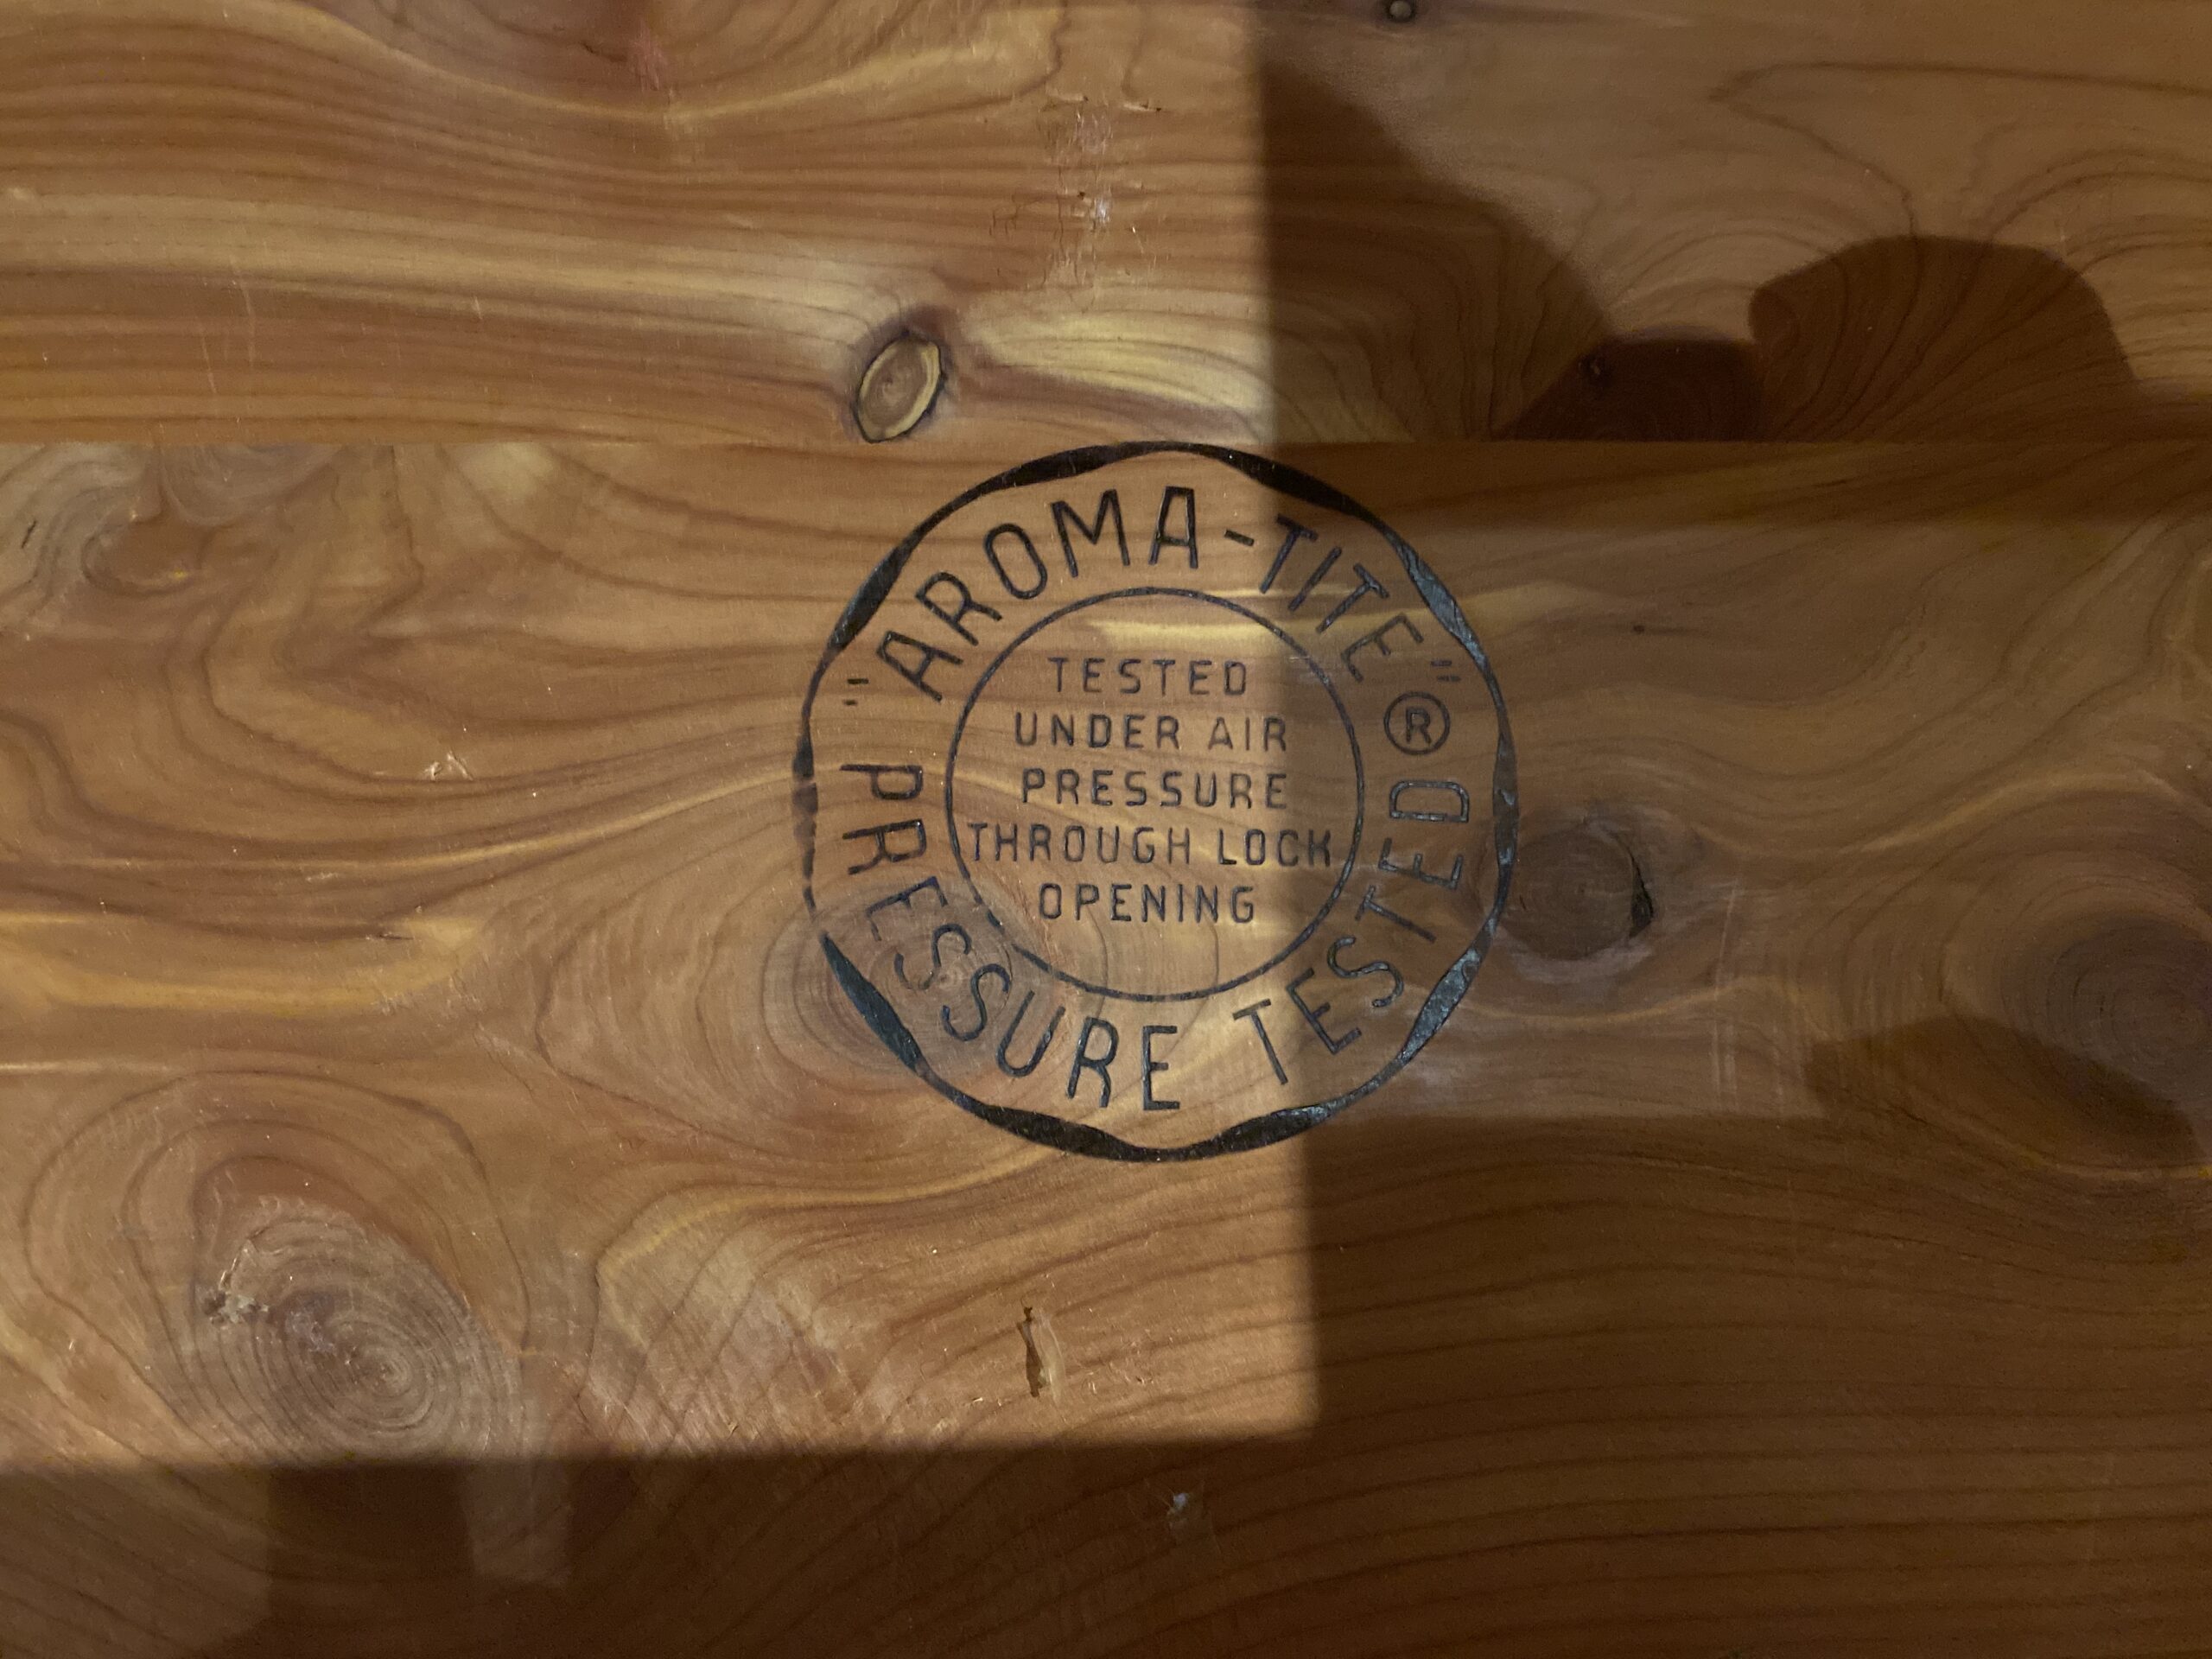 "AROMA-TITE"®
TESTED
UNDER AIR
PRESSURE
THROUGH LOCK
OPENING
PRESSURE TESTED